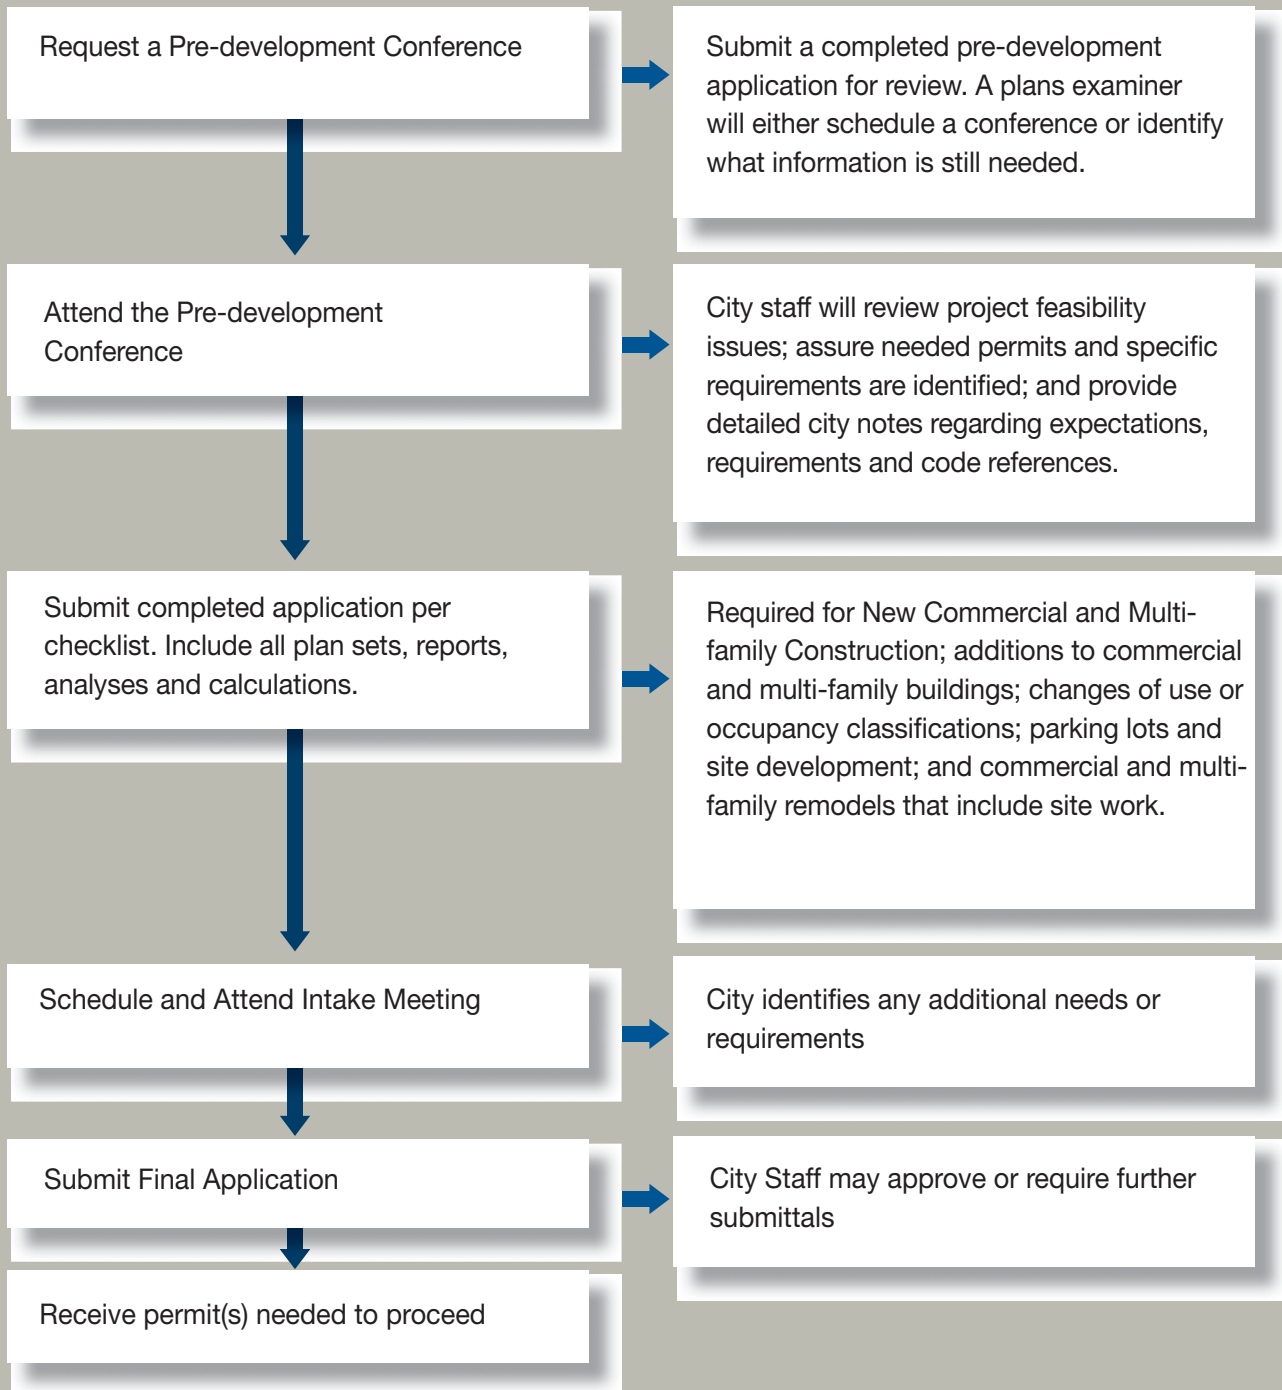 Request a Pre-development Conference
Submit a completed pre-development
application for review. A plans examiner
will either schedule a conference or identify
what information is still needed.
Attend the Pre-development
Conference
City staff will review project feasibility
issues; assure needed permits and specific
requirements are identified; and provide
detailed city notes regarding expectations,
requirements and code references.
Submit completed application per
checklist. Include all plan sets, reports,
analyses and calculations.
Required for New Commercial and Multi-
family Construction; additions to commercial
and multi-family buildings; changes of use or
occupancy classifications; parking lots and
site development; and commercial and multi-
family remodels that include site work.
Schedule and Attend Intake Meeting
City identifies any additional needs or
requirements
Submit Final Application
City Staff may approve or require further
submittals
Receive permit(s) needed to proceed